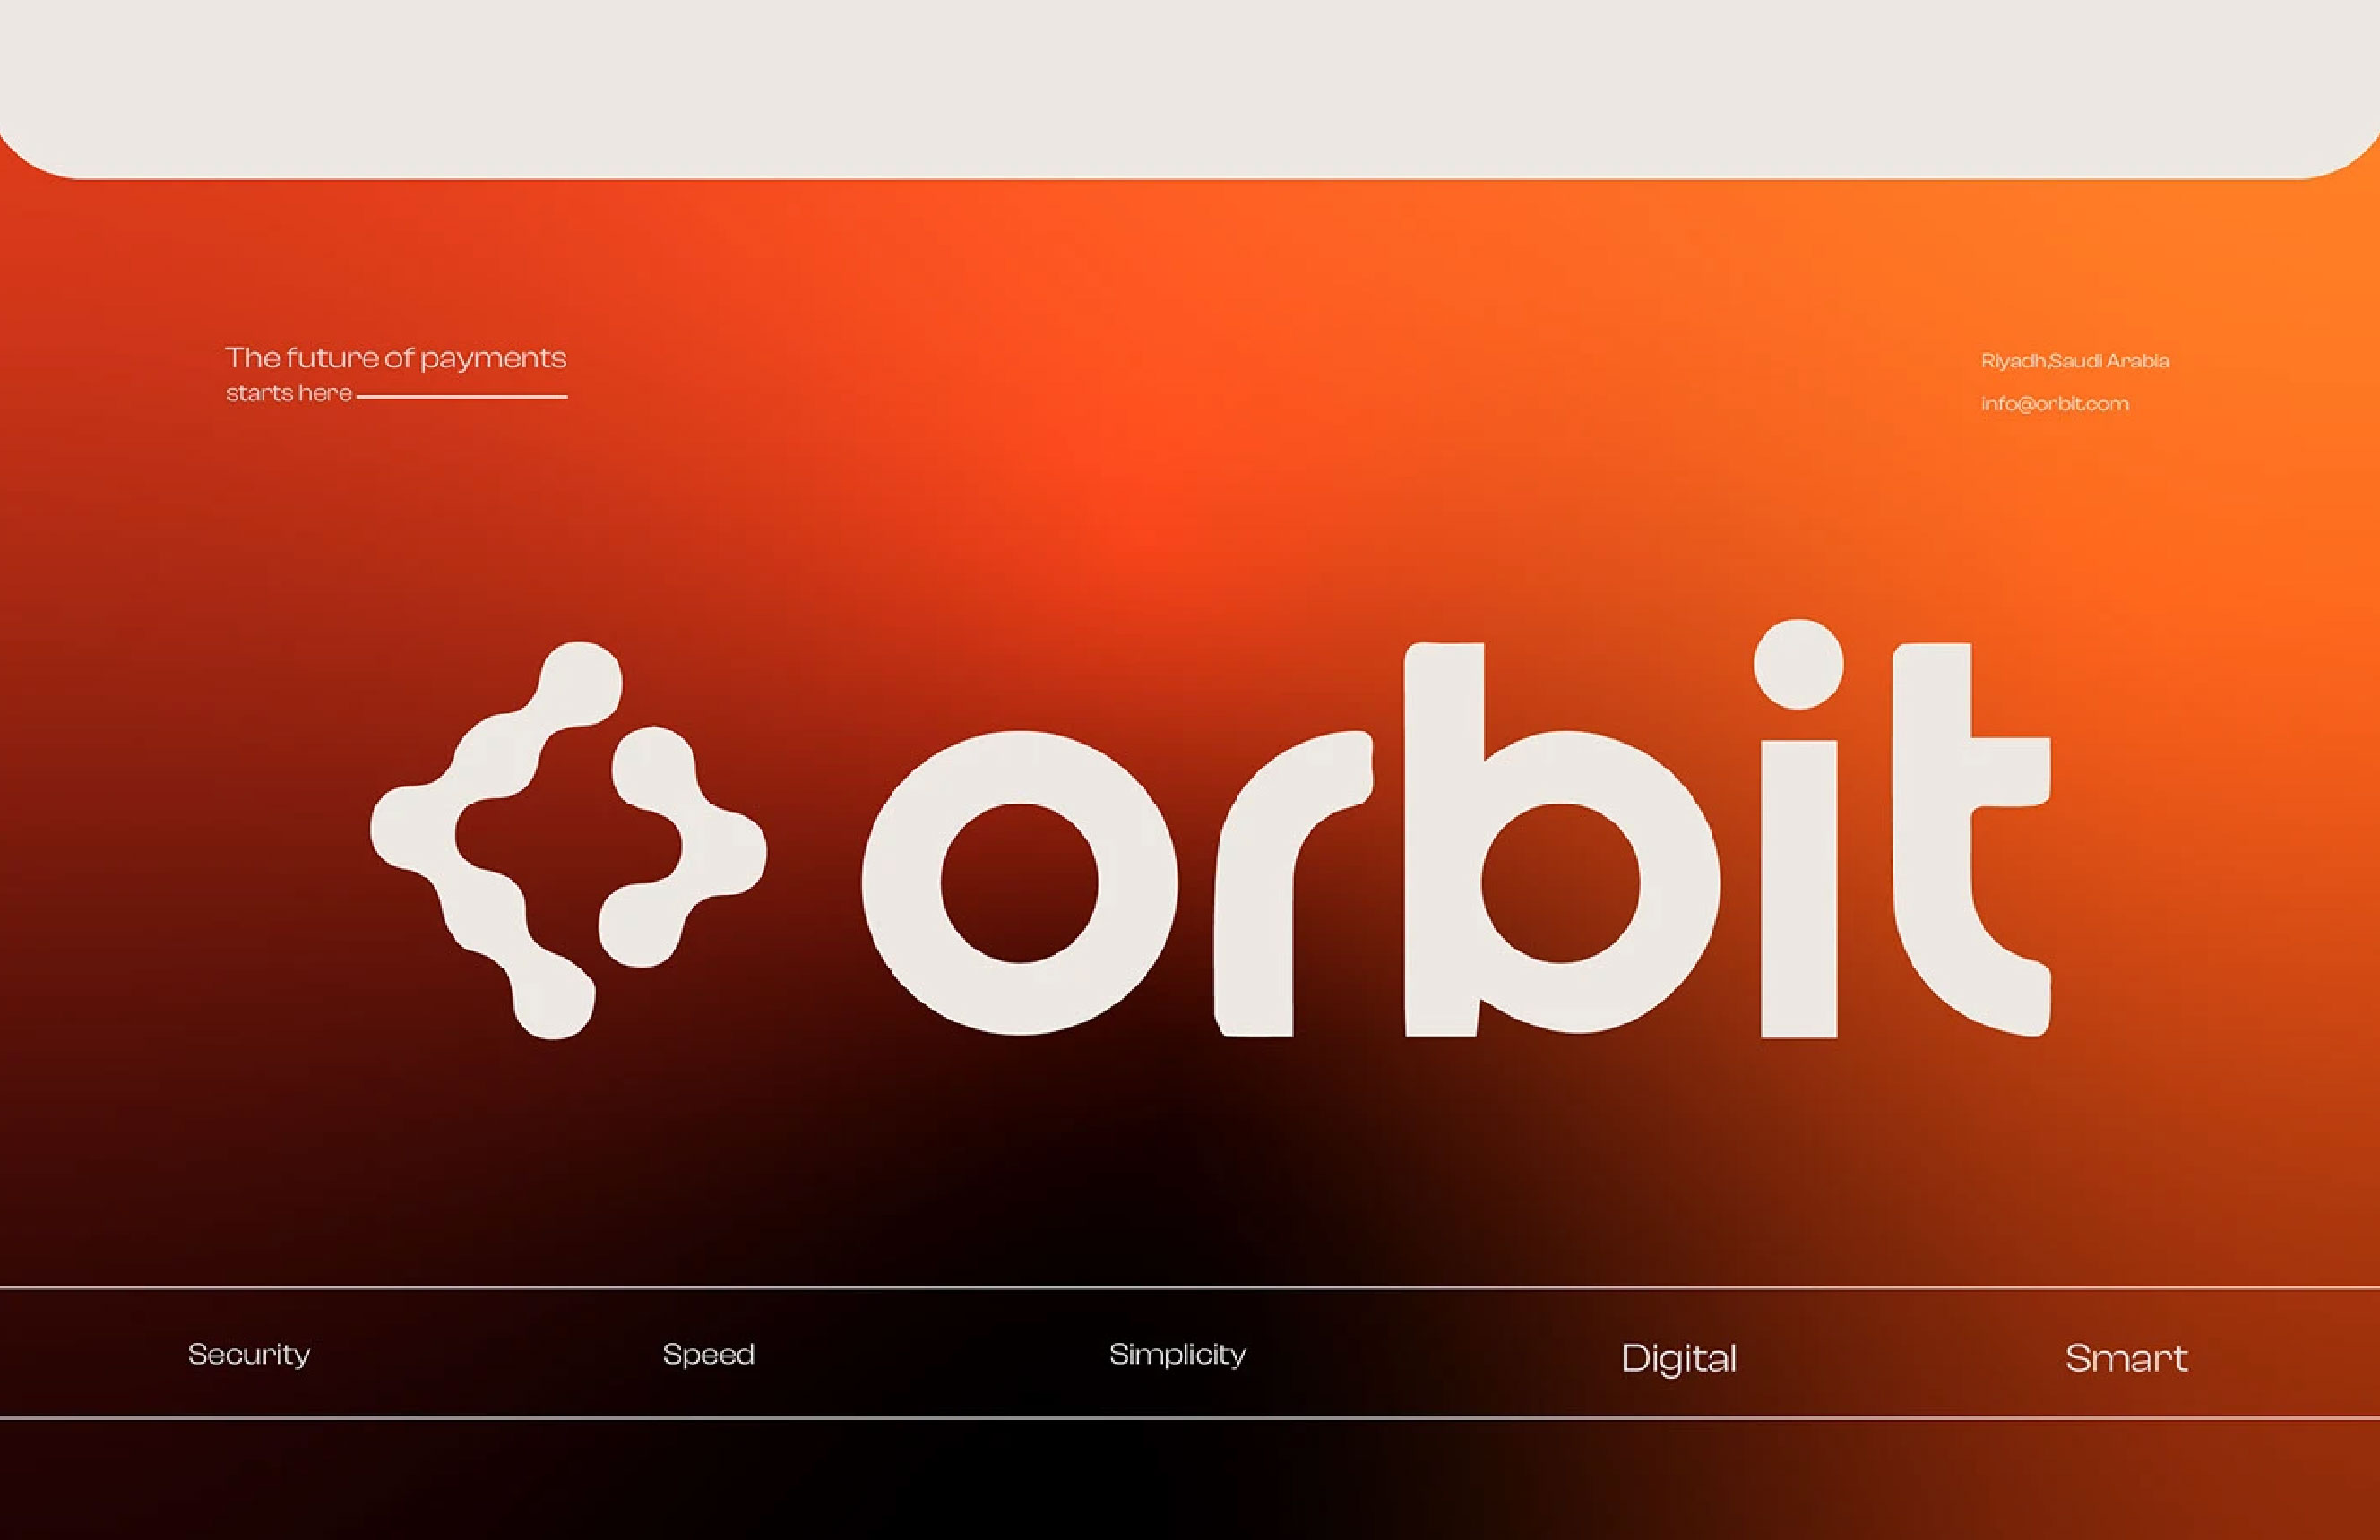 The future of payments
starts here
Riyadh,Saudi Arabia
info@orbit.com
orbit
Security
Speed
Simplicity
Digital
Smart